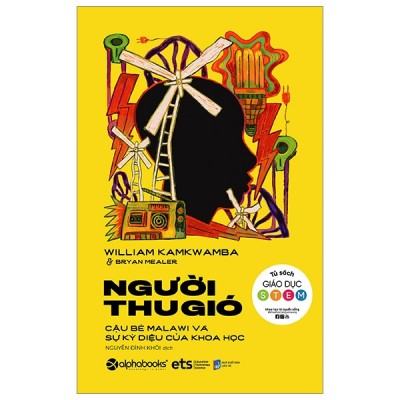 WILLIAM KAMKWAMBA
& BRYAN MEALER
NGƯỜI
THU GIÓ
CẬU BÉ MALAWI VÀ
SỰ KỲ DIỆU CỦA KHOA HỌC
NGUYỄN ĐÌNH KHÔI dịch
Tủ sách
GIÁO DỤC
STEM
alphabooks
ets